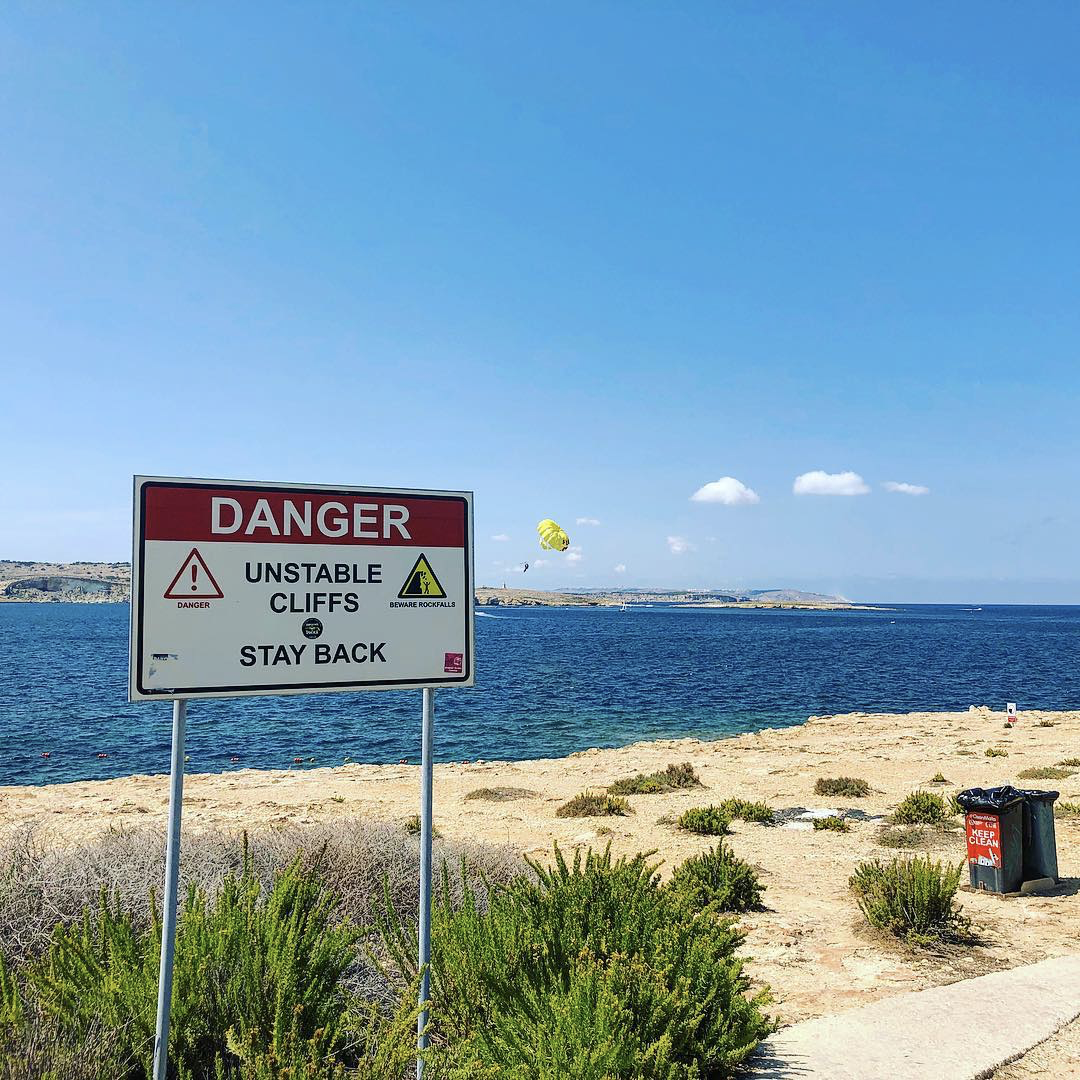 DANGER
DANGER
UNSTABLE
CLIFFS
BEWARE ROCKFALLS
STAY BACK
KEEP
CLEAN